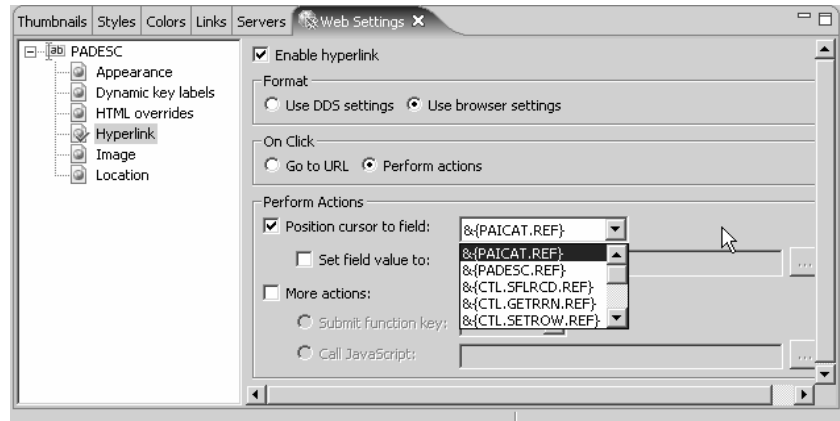 Thumbnails Styles Colors Links Servers Web Settings
PADESC
Appearance
Dynamic key labels
HTML overrides
Hyperlink
Image
Location
Enable hyperlink
Format
Use DDS settings Use browser settings
On Click
Go to URL Perform actions
Perform Actions
Position cursor to field: &{PAICAT.REF}
&{PAICAT.REF}
Set field value to: ...
&{PADESC.REF}
&{CTL.SFLRCD.REF}
More actions:
&{CTL.GETRRN.REF}
Submit function key: &{CTL.SETROW.REF}
Call JavaScript: ...